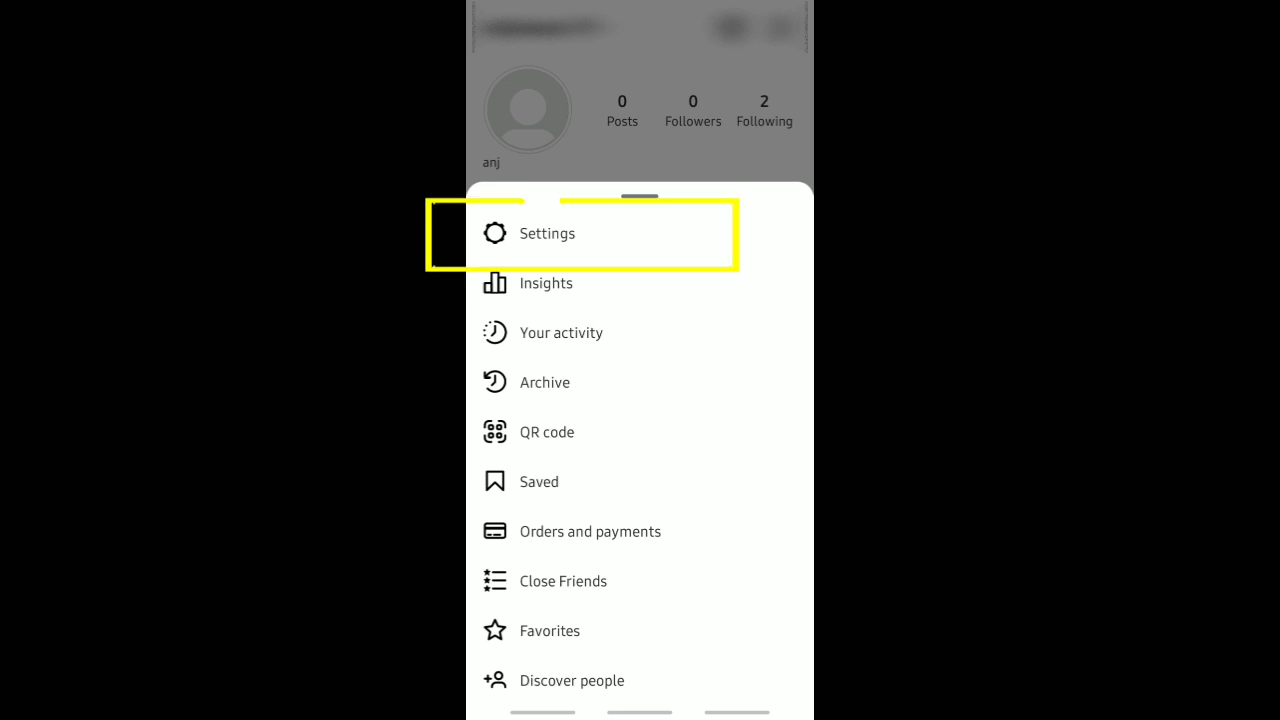 0 0 2
Posts Followers Following
anj
Settings
Insights
Your activity
Archive
QR code
Saved
Orders and payments
Close Friends
Favorites
Discover people